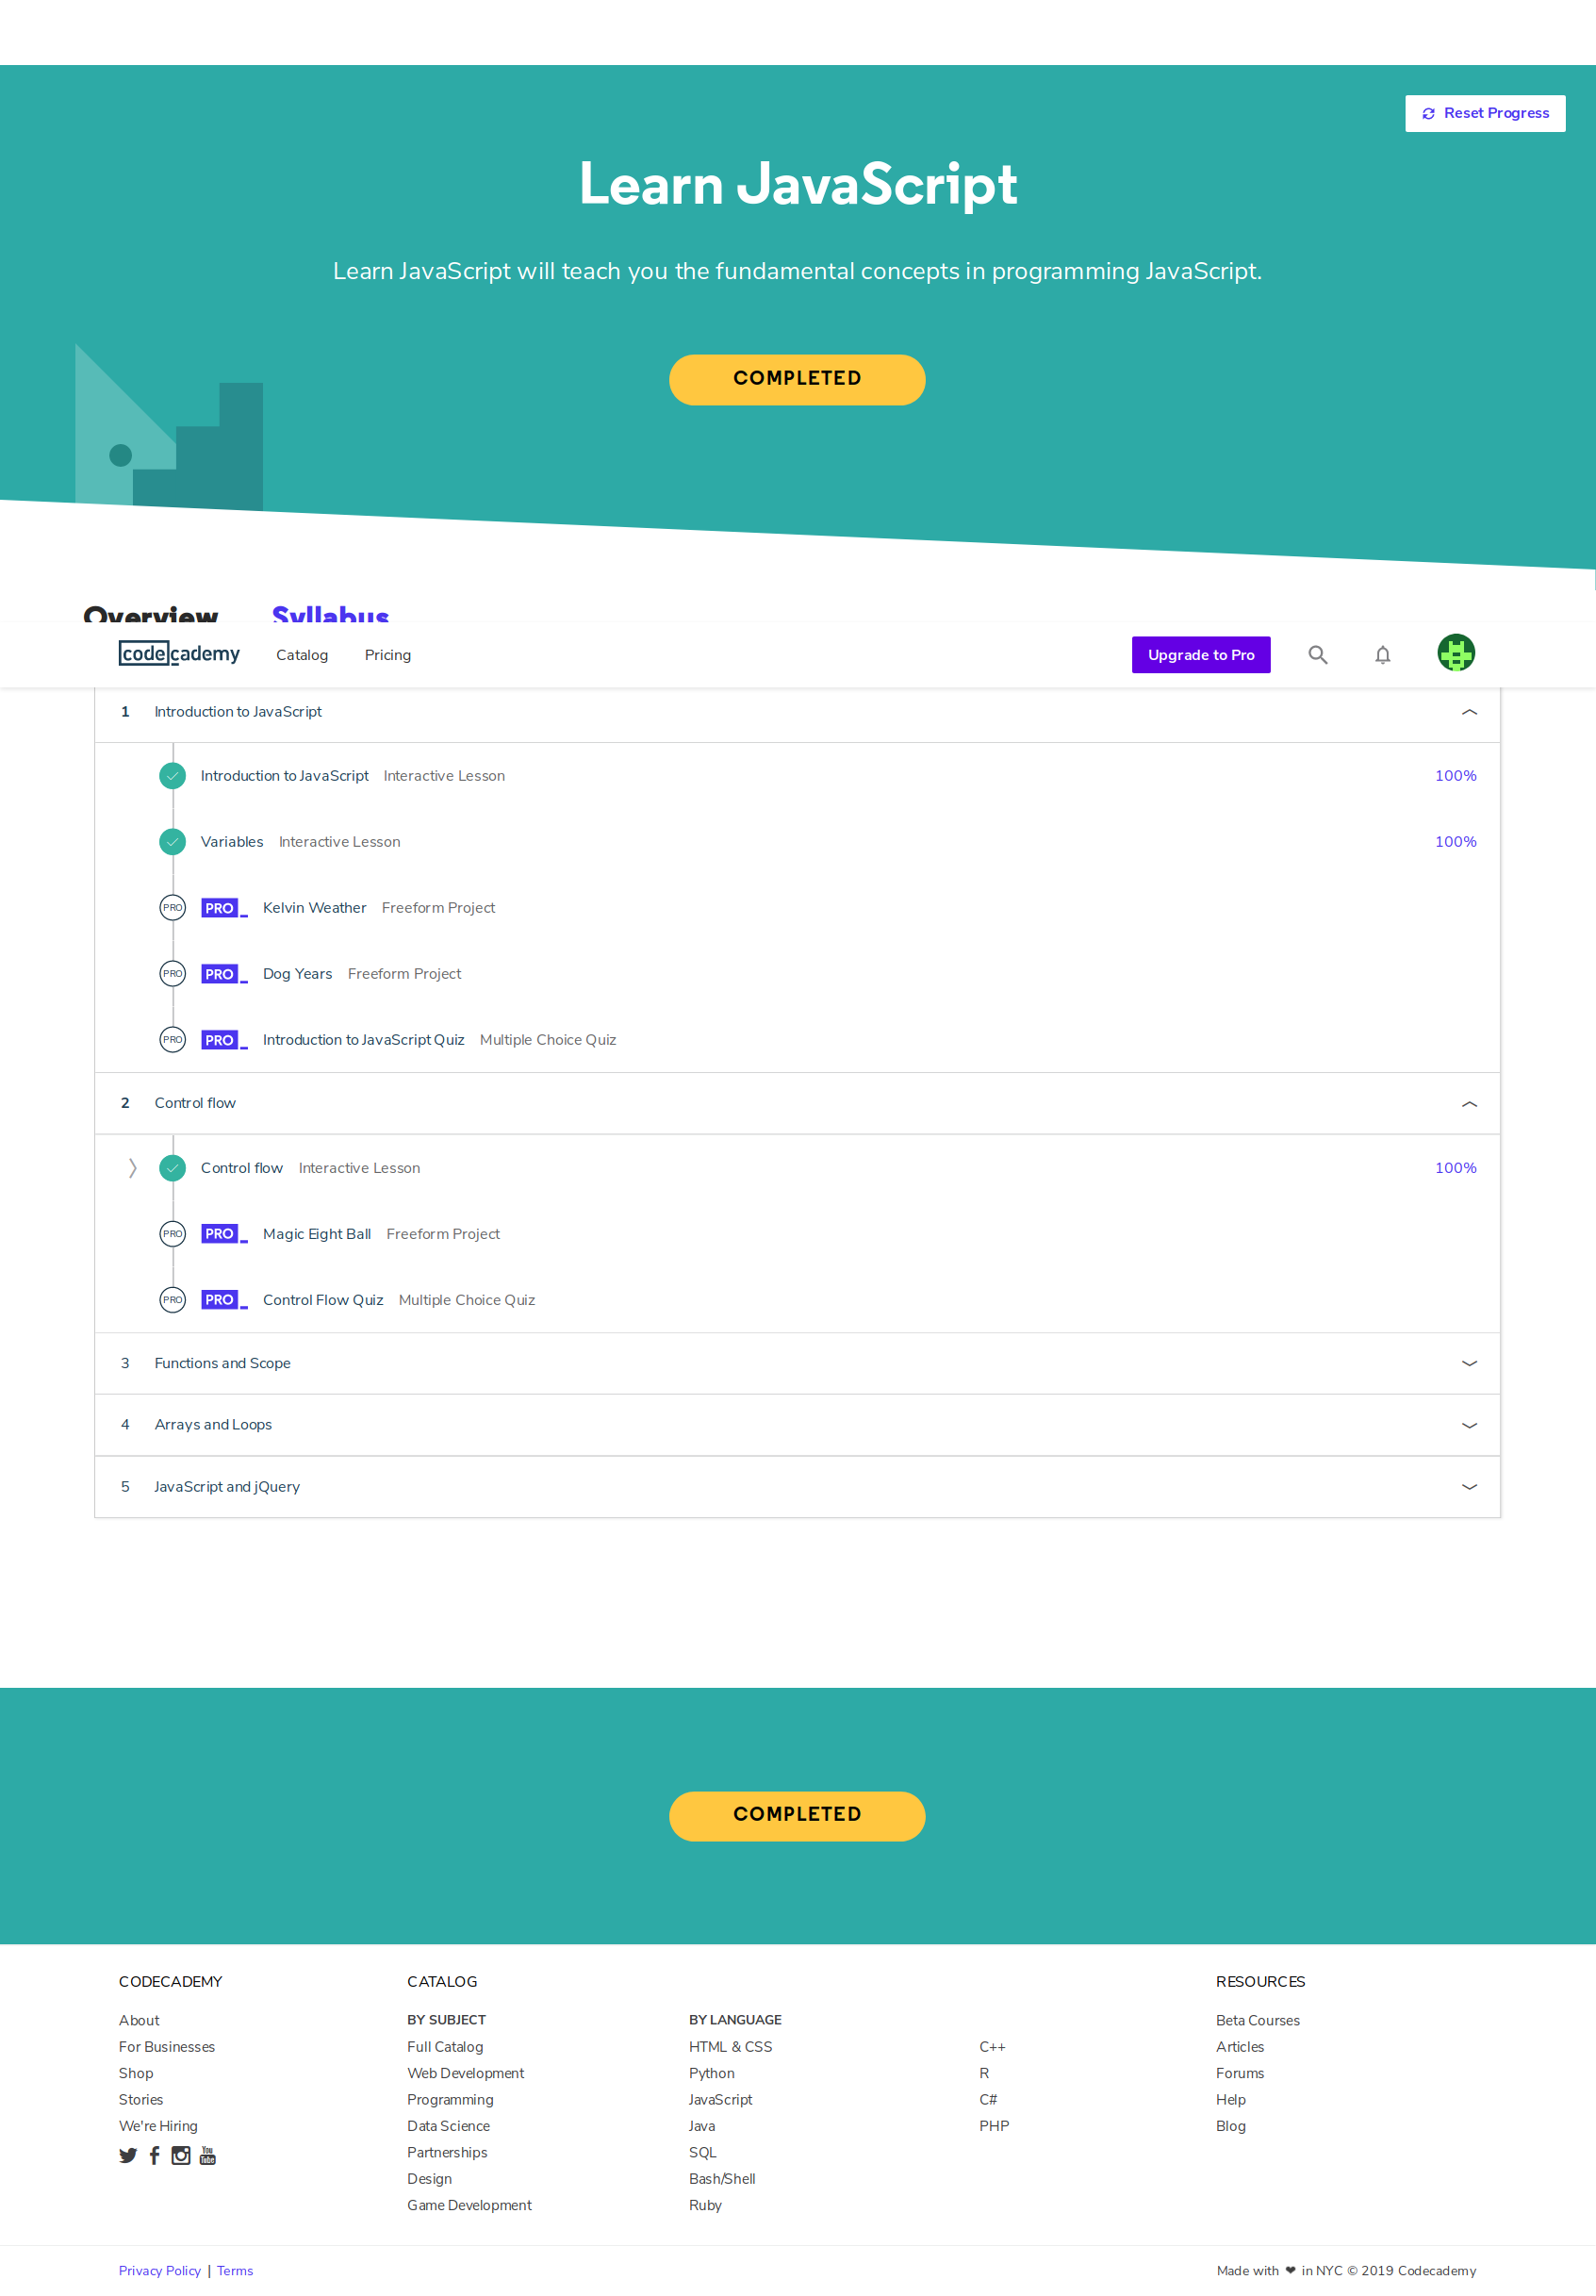 Reset Progress
Learn JavaScript
Learn JavaScript will teach you the fundamental concepts in programming JavaScript.
COMPLETED
Overview Syllabus
codecademy Catalog Pricing Upgrade to Pro
1 Introduction to JavaScript
Introduction to JavaScript Interactive Lesson 100%
Variables Interactive Lesson 100%
PRO PRO Kelvin Weather Freeform Project
PRO PRO Dog Years Freeform Project
PRO PRO Introduction to JavaScript Quiz Multiple Choice Quiz
2 Control flow
Control flow Interactive Lesson 100%
PRO PRO Magic Eight Ball Freeform Project
PRO PRO Control Flow Quiz Multiple Choice Quiz
3 Functions and Scope
4 Arrays and Loops
5 JavaScript and jQuery
COMPLETED
CODECADEMY
About
For Businesses
Shop
Stories
We're Hiring
You Tube
CATALOG
BY SUBJECT
Full Catalog
Web Development
Programming
Data Science
Partnerships
Design
Game Development
BY LANGUAGE
HTML & CSS
Python
JavaScript
Java
SQL
Bash/Shell
Ruby
C++
R
C#
PHP
RESOURCES
Beta Courses
Articles
Forums
Help
Blog
Privacy Policy | Terms
Made with ❤ in NYC © 2019 Codecademy